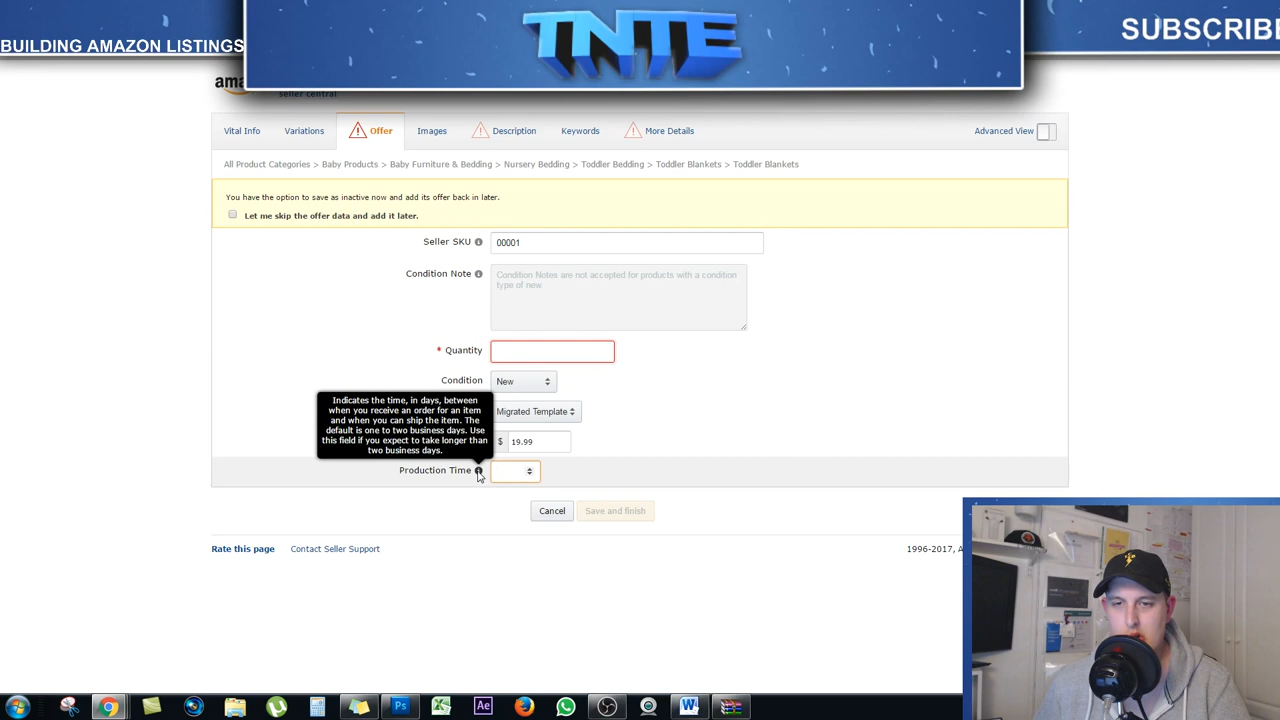 BUILDING AMAZON LISTINGS
TNTE
SUBSCRIBE
seller central
Vital Info
Variations
Offer
Images
Description
Keywords
More Details
Advanced View
All Product Categories > Baby Products > Baby Furniture & Bedding > Nursery Bedding > Toddler Bedding > Toddler Blankets > Toddler Blankets
You have the option to save as inactive now and add its offer back in later.
Let me skip the offer data and add it later.
Seller SKU
00001
Condition Note
Condition Notes are not accepted for products with a condition
type of new.
* Quantity
Condition
New
Indicates the time, in days, between
when you receive an order for an item
and when you can ship the item. The
default is one to two business days. Use
this field if you expect to take longer than
two business days.
Migrated Template
$ 19.99
Production Time
Cancel
Save and finish
Rate this page
Contact Seller Support
1996-2017, A